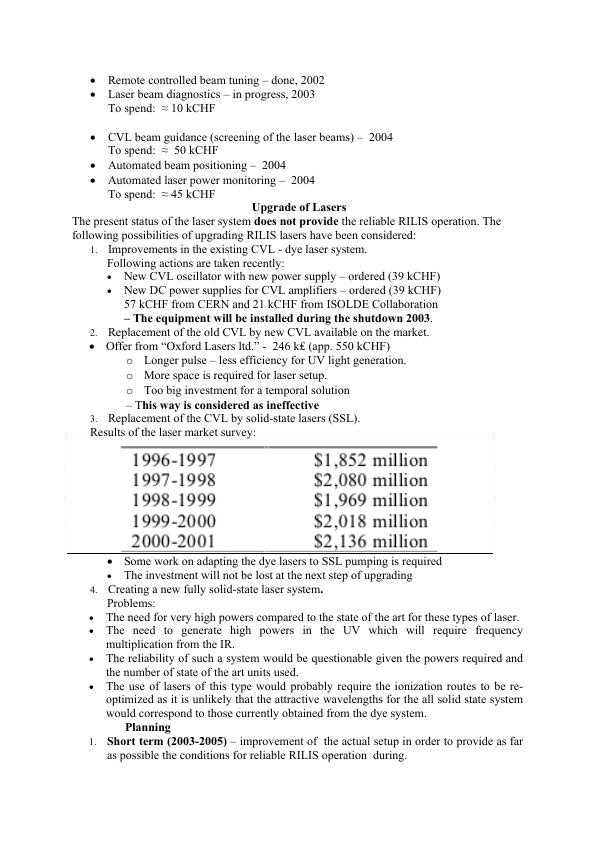 • Remote controlled beam tuning – done, 2002
• Laser beam diagnostics – in progress, 2003
To spend: ≈ 10 kCHF
• CVL beam guidance (screening of the laser beams) – 2004
To spend: ≈ 50 kCHF
• Automated beam positioning – 2004
• Automated laser power monitoring – 2004
To spend: ≈ 45 kCHF
Upgrade of Lasers
The present status of the laser system does not provide the reliable RILIS operation. The
following possibilities of upgrading RILIS lasers have been considered:
1. Improvements in the existing CVL - dye laser system.
Following actions are taken recently:
• New CVL oscillator with new power supply – ordered (39 kCHF)
• New DC power supplies for CVL amplifiers – ordered (39 kCHF)
57 kCHF from CERN and 21 kCHF from ISOLDE Collaboration
– The equipment will be installed during the shutdown 2003.
2. Replacement of the old CVL by new CVL available on the market.
• Offer from “Oxford Lasers ltd.” - 246 k£ (app. 550 kCHF)
o Longer pulse – less efficiency for UV light generation.
o More space is required for laser setup.
o Too big investment for a temporal solution
– This way is considered as ineffective
3. Replacement of the CVL by solid-state lasers (SSL).
Results of the laser market survey:
1996-1997 $1,852 million
1997-1998 $2,080 million
1998-1999 $1,969 million
1999-2000 $2,018 million
2000-2001 $2,136 million
• Some work on adapting the dye lasers to SSL pumping is required
• The investment will not be lost at the next step of upgrading
4. Creating a new fully solid-state laser system.
Problems:
• The need for very high powers compared to the state of the art for these types of laser.
• The need to generate high powers in the UV which will require frequency
multiplication from the IR.
• The reliability of such a system would be questionable given the powers required and
the number of state of the art units used.
• The use of lasers of this type would probably require the ionization routes to be re-
optimized as it is unlikely that the attractive wavelengths for the all solid state system
would correspond to those currently obtained from the dye system.
Planning
1. Short term (2003-2005) – improvement of the actual setup in order to provide as far
as possible the conditions for reliable RILIS operation during.